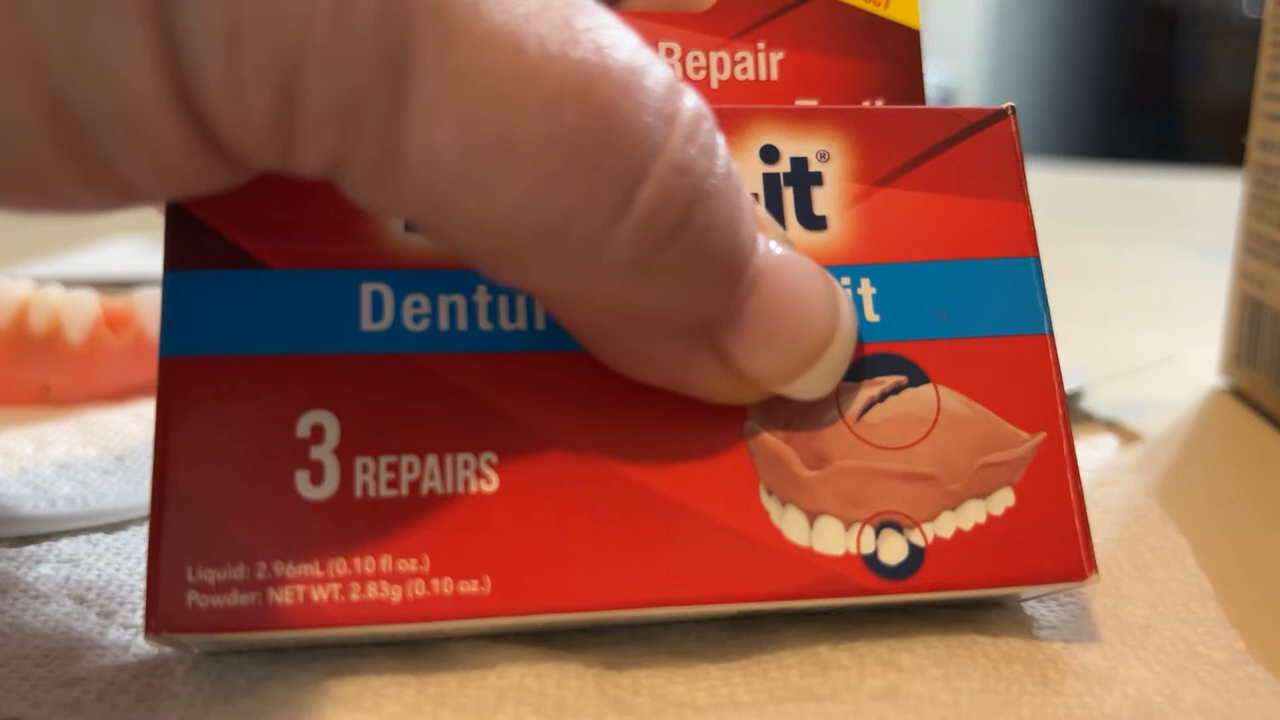 Repair
it®
Dentu it
3 REPAIRS
Liquid: 2.96mL (0.10 fl oz.)
Powder: NET WT. 2.83g (0.10 oz.)